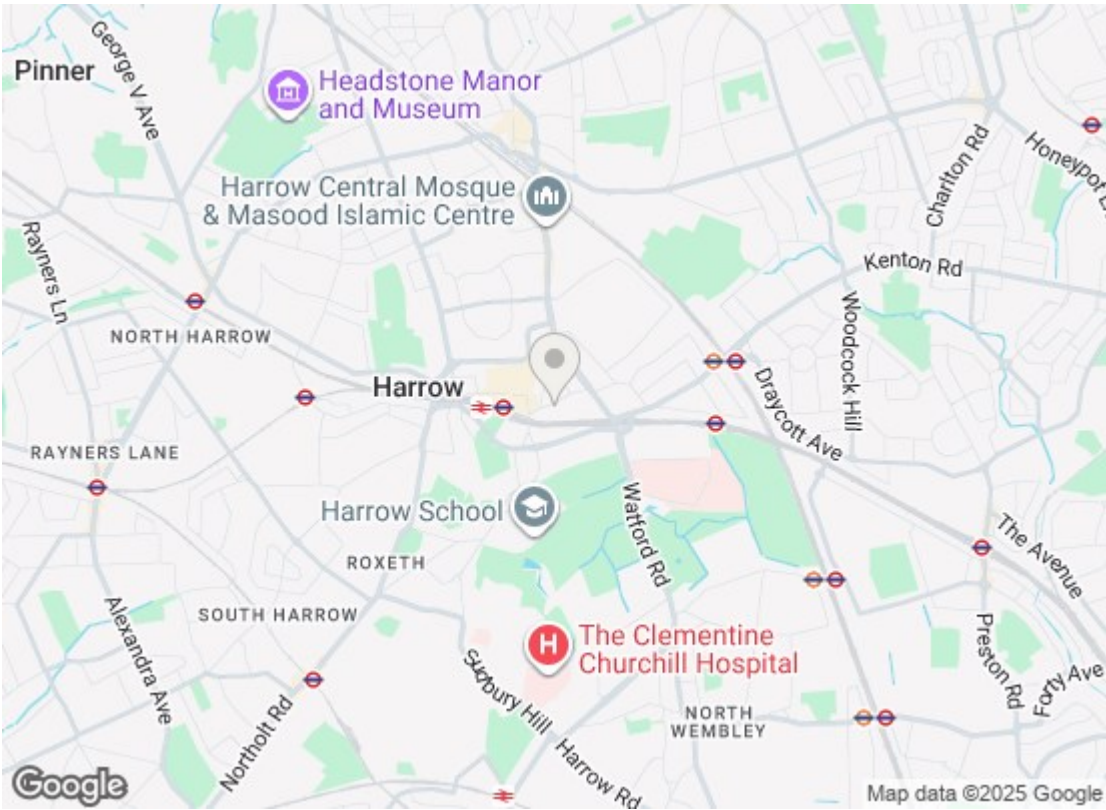 George V Ave
Pinner
Headstone Manor
and Museum
Harrow Central Mosque
& Masood Islamic Centre
Charlton Rd
Honeypot L
Rayners Ln
Kenton Rd
Woodcock Hill
NORTH HARROW
Harrow
Draycott Ave
RAYNERS LANE
Harrow School
Watford Rd
The Avenue
ROXETH
SOUTH HARROW
Alexandra Ave
The Clementine
Churchill Hospital
Preston Rd
Forty Ave
Sudbury Hill
Harrow Rd
NORTH
WEMBLEY
Northolt Rd
Google
Map data ©2025 Google